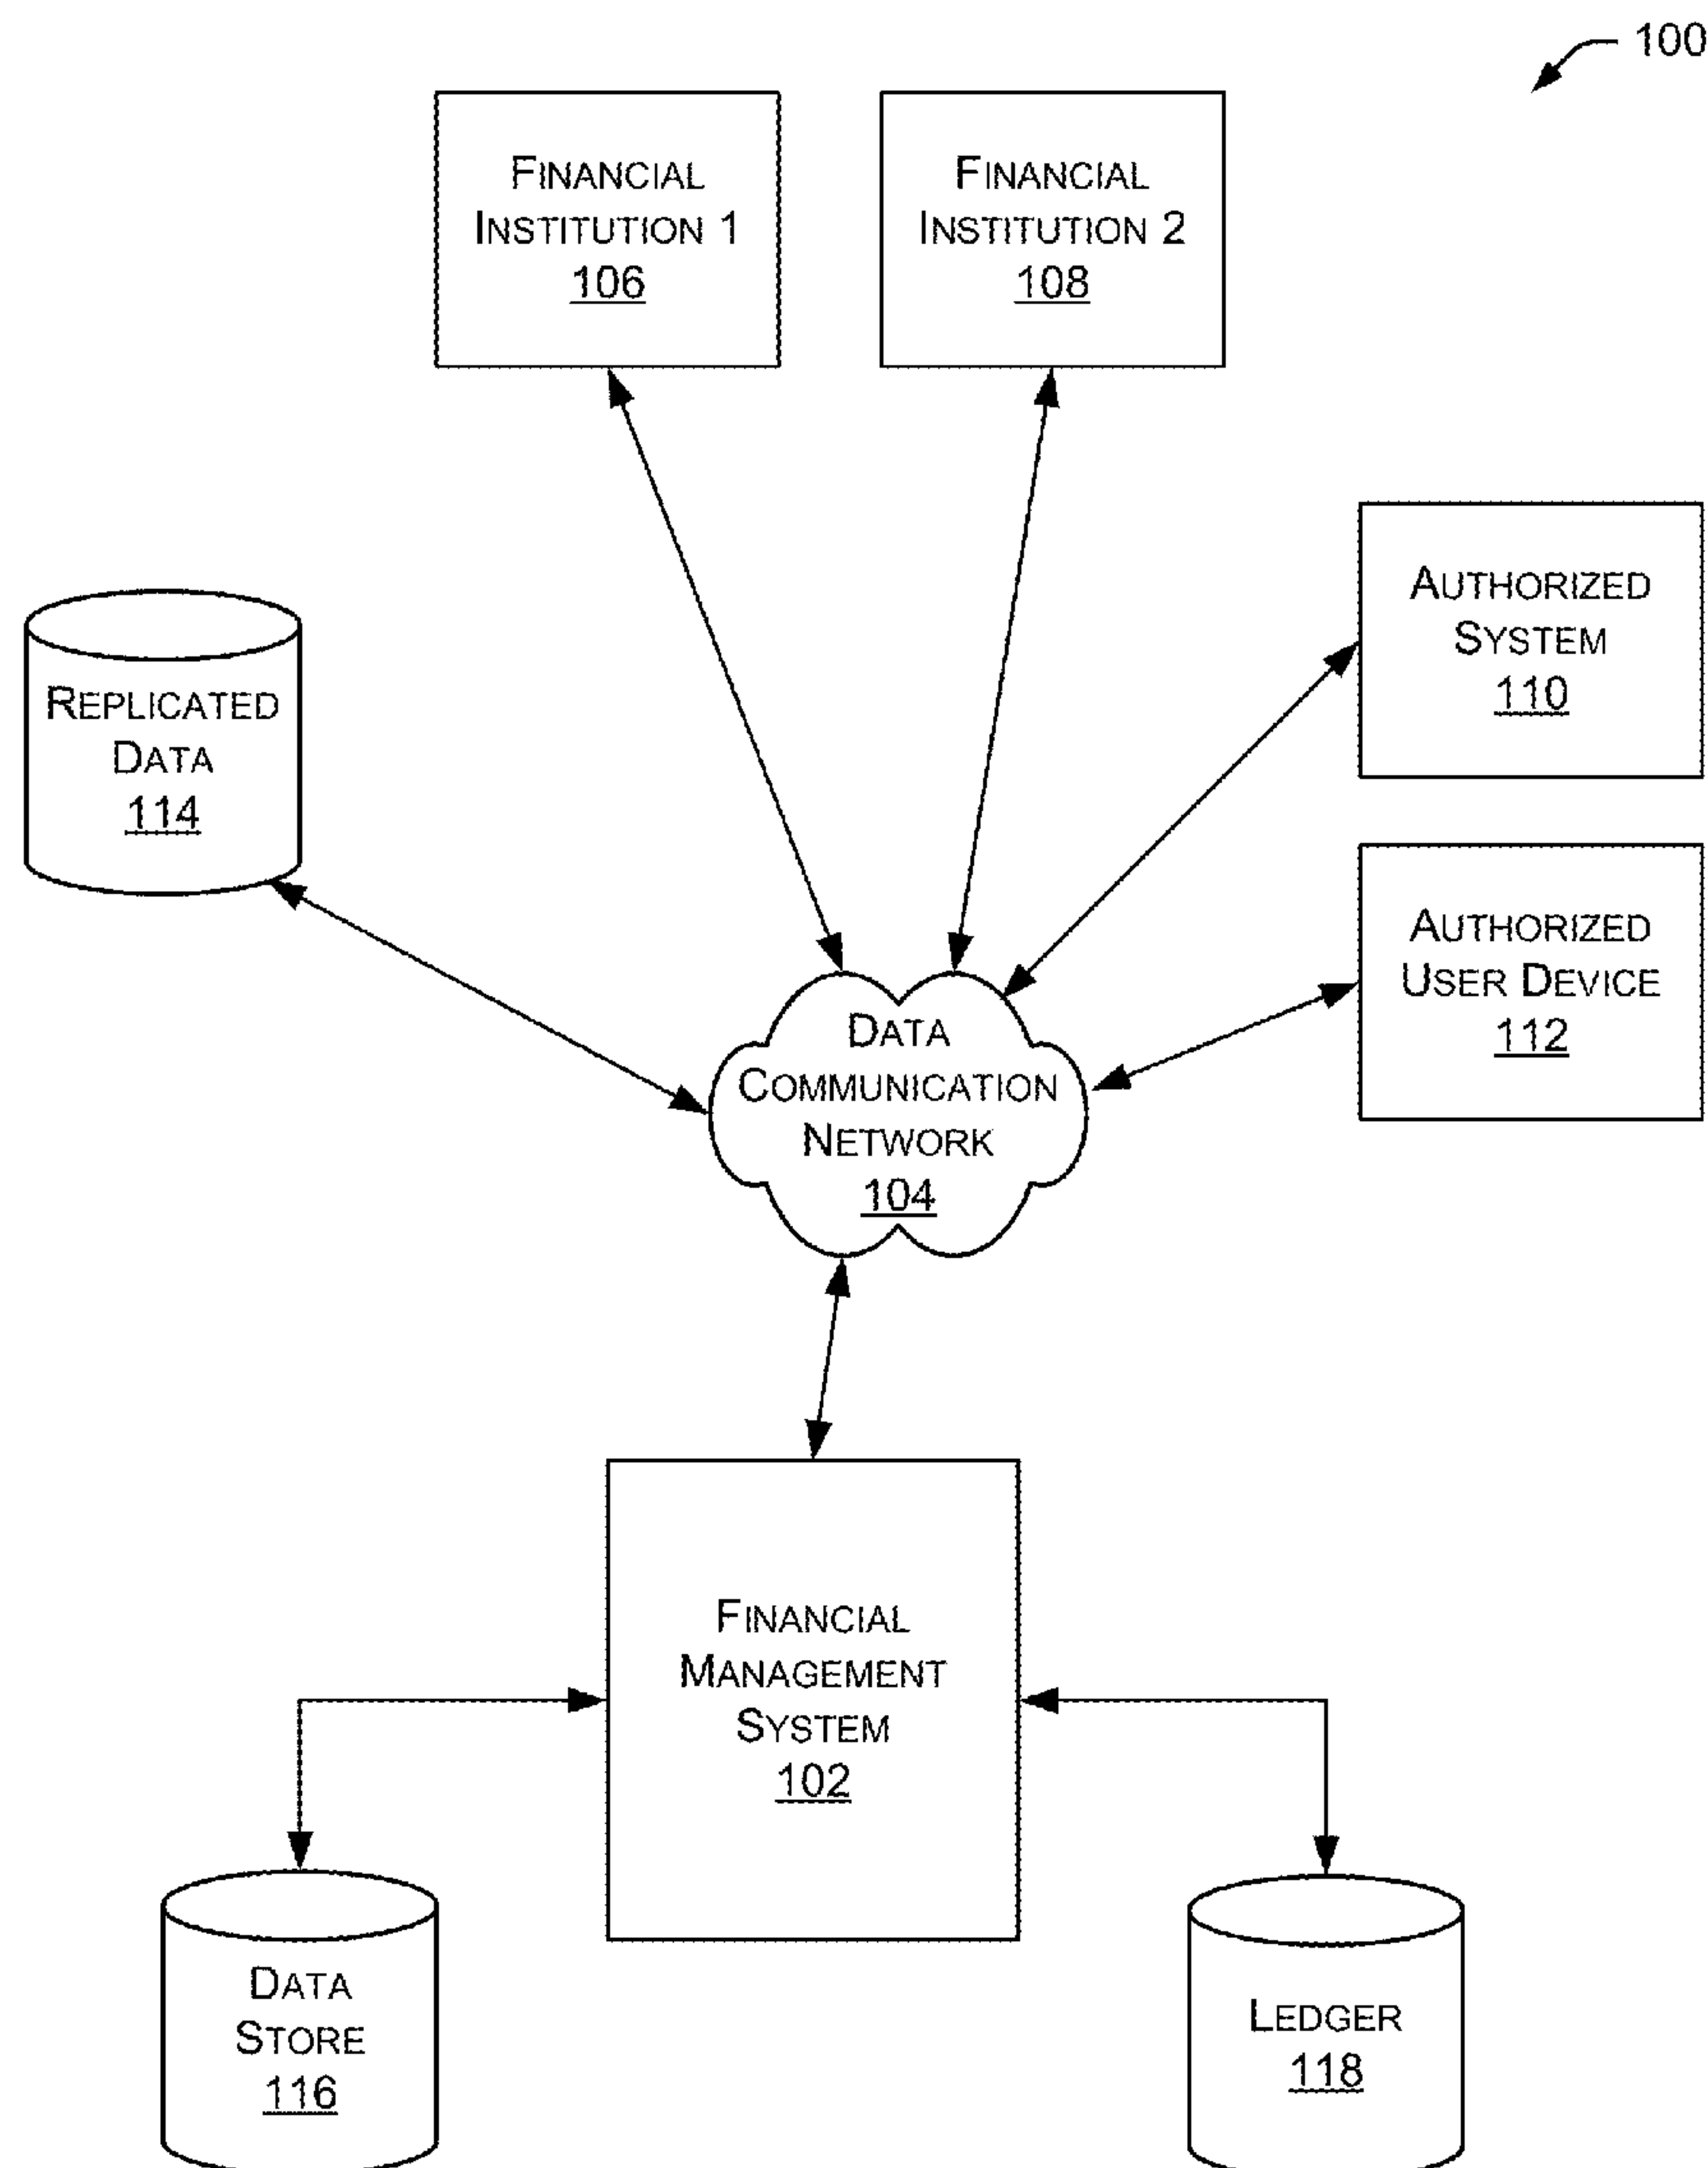 100
FINANCIAL
INSTITUTION 1
106
FINANCIAL
INSTITUTION 2
108
AUTHORIZED
SYSTEM
110
REPLICATED
DATA
114
AUTHORIZED
USER DEVICE
112
DATA
COMMUNICATION
NETWORK
104
FINANCIAL
MANAGEMENT
SYSTEM
102
DATA
STORE
116
LEDGER
118